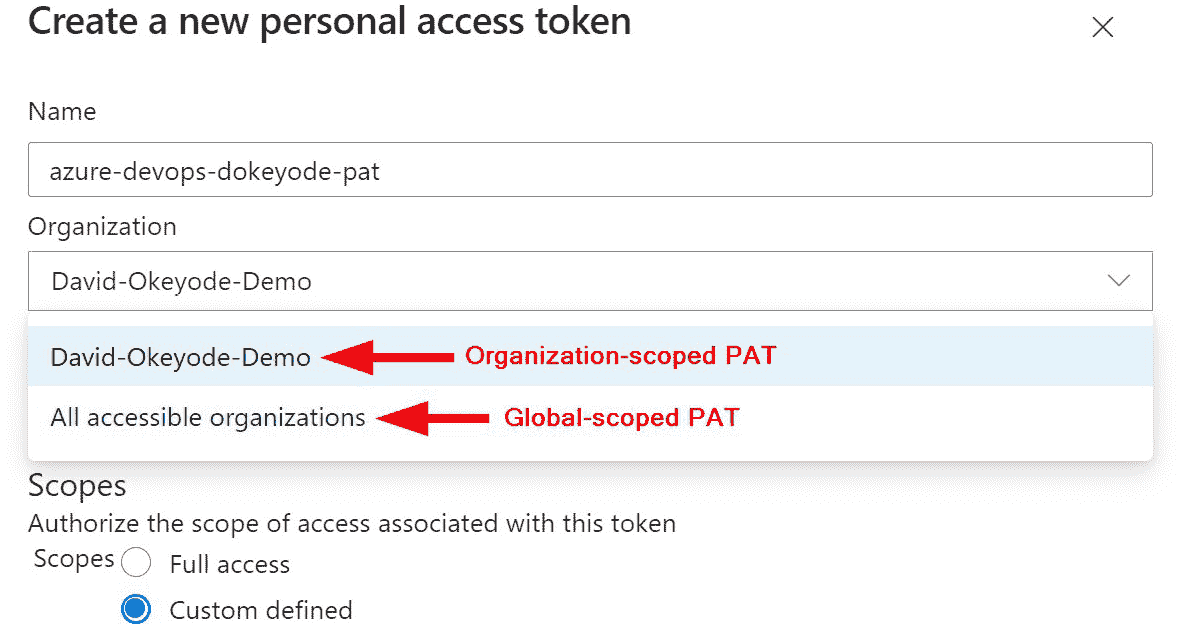 Create a new personal access token
Name
azure-devops-dokeyode-pat
Organization
David-Okeyode-Demo
David-Okeyode-Demo Organization-scoped PAT
All accessible organizations Global-scoped PAT
Scopes
Authorize the scope of access associated with this token
Scopes Full access
Custom defined